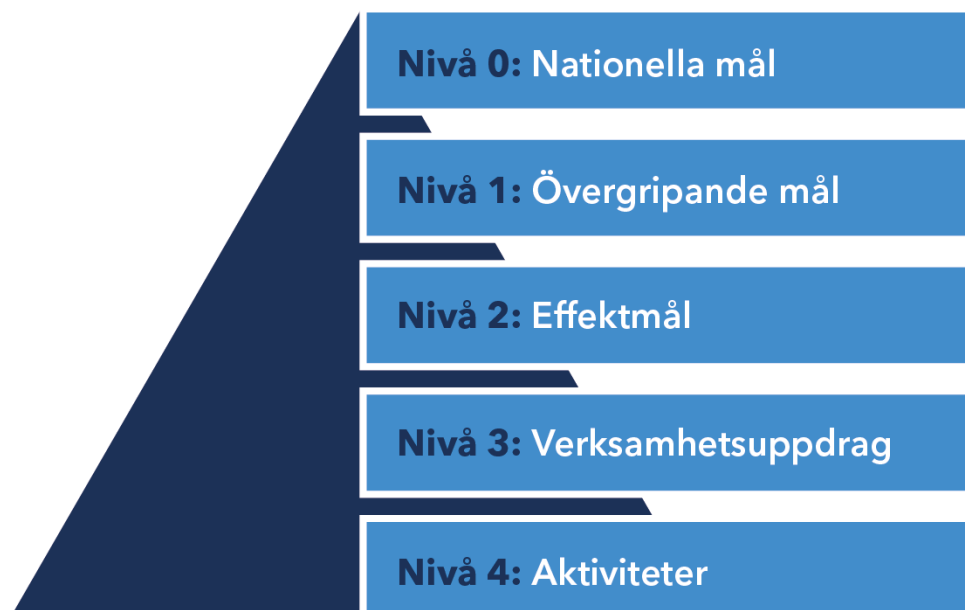 Nivå 0: Nationella mål
Nivå 1: Övergripande mål
Nivå 2: Effektmål
Nivå 3: Verksamhetsuppdrag
Nivå 4: Aktiviteter